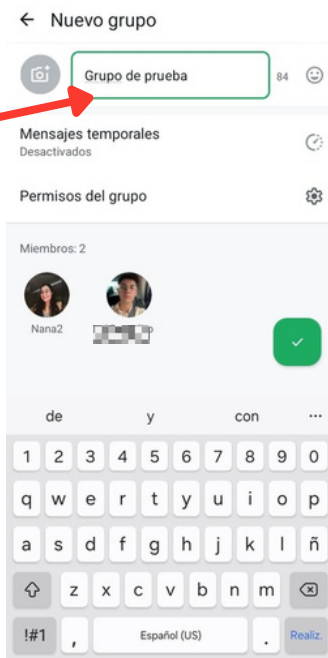 Nuevo grupo
Grupo de prueba 84
Mensajes temporales
Desactivados
Permisos del grupo
Miembros: 2
Nana2
de y con ...
1 2 3 4 5 6 7 8 9 0
q w e r t y u i o p
a s d f g h j k l ñ
z x c v b n m
!#1 , Español (US) . Realiz.